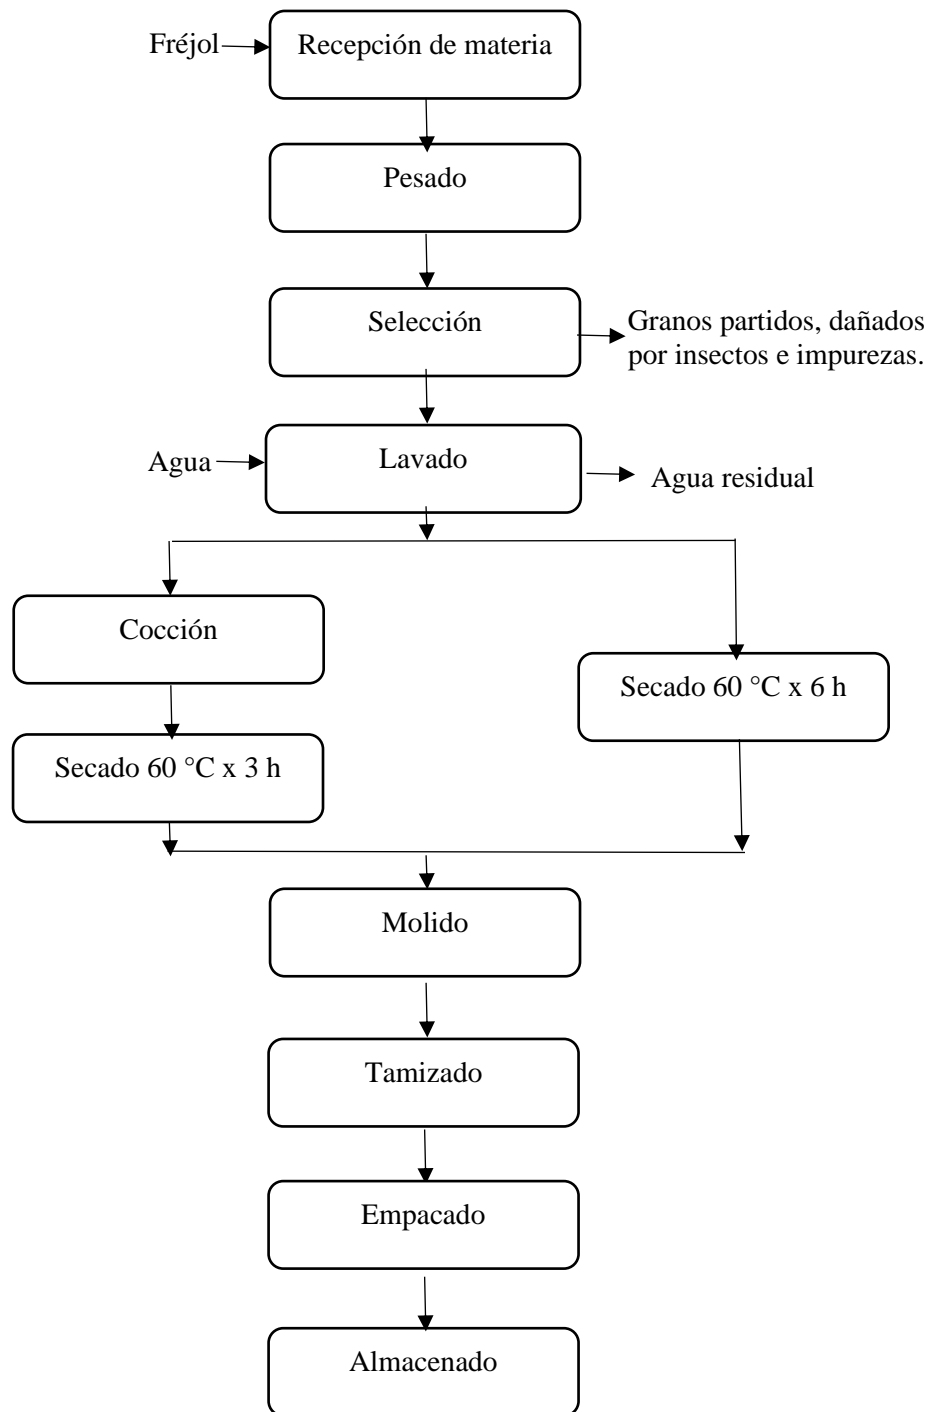 Fréjol
Recepción de materia
Pesado
Selección
Granos partidos, dañados
por insectos e impurezas.
Agua
Lavado
Agua residual
Cocción
Secado 60 °C x 6 h
Secado 60 °C x 3 h
Molido
Tamizado
Empacado
Almacenado